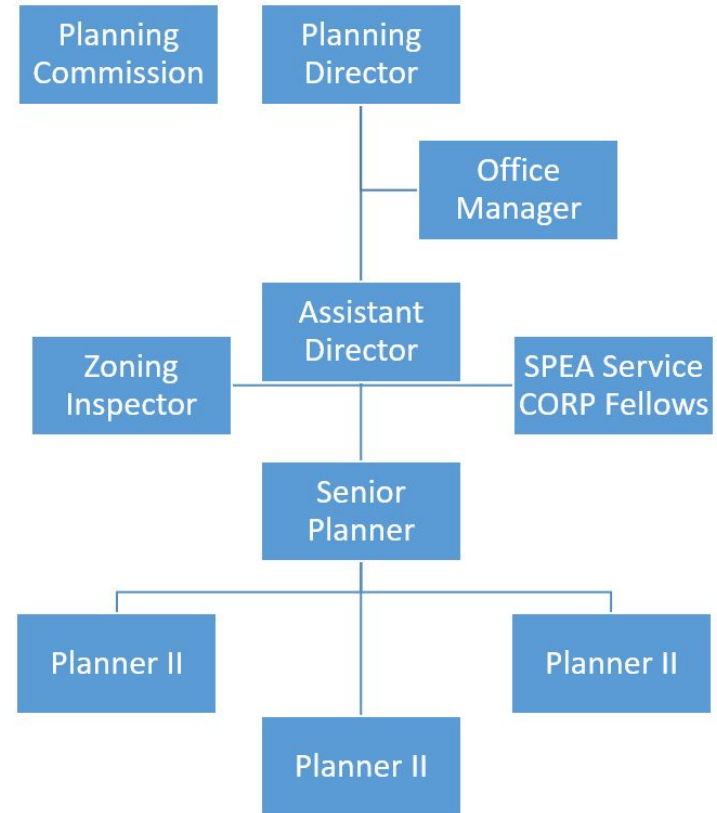 Planning
Commission
Planning
Director
Office
Manager
Assistant
Director
Zoning
Inspector
SPEA Service
CORP Fellows
Senior
Planner
Planner II
Planner II
Planner II